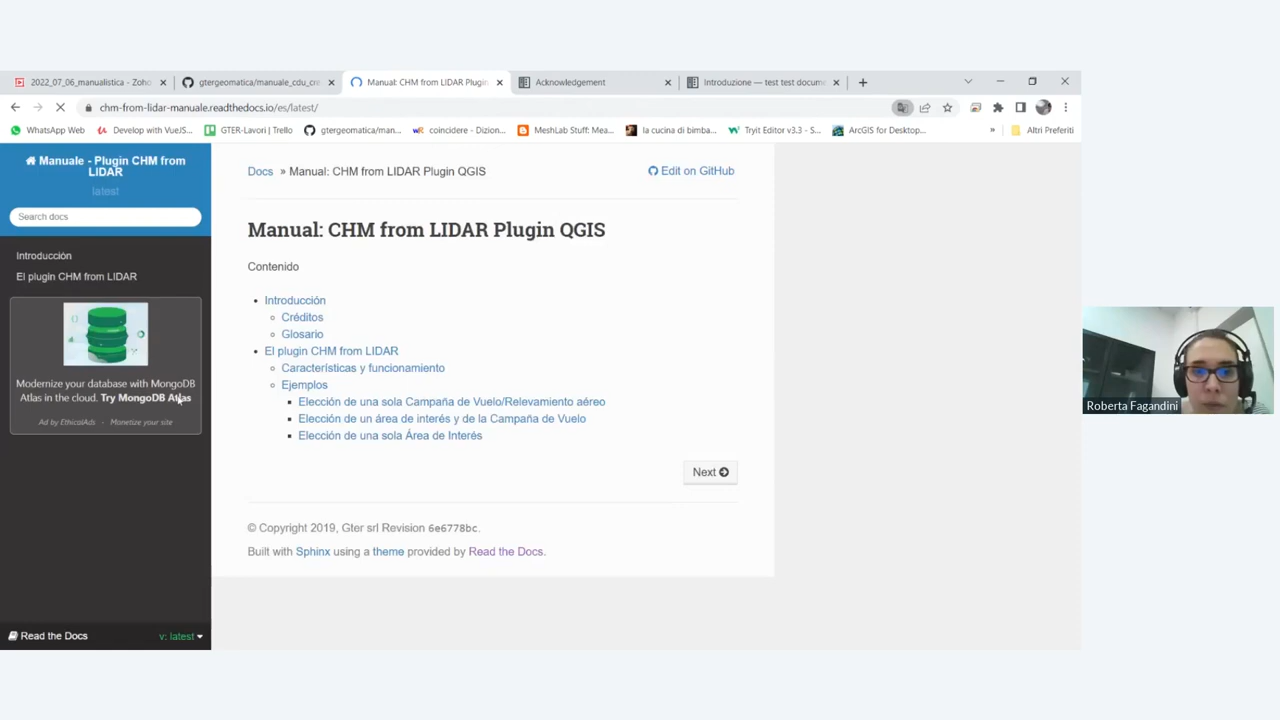 2022_07_06_manualistica - Zoho
gtergeomatica/manuale_cdu_cre
Manual: CHM from LIDAR Plugin
Acknowledgement
Introduzione — test test docume
chm-from-lidar-manuale.readthedocs.io/es/latest/
WhatsApp Web
Develop with VueJS...
GTER-Lavori | Trello
gtergeomatica/man...
coincidere - Dizion...
MeshLab Stuff: Mea...
la cucina di bimba...
Tryit Editor v3.3 - S...
ArcGIS for Desktop...
»
Altri Preferiti
Manuale - Plugin CHM from
LIDAR
latest
Search docs
Introducción
El plugin CHM from LIDAR
Modernize your database with MongoDB
Atlas in the cloud. Try MongoDB Atlas
Ad by EthicalAds · Monetize your site
Read the Docs
v: latest
Docs » Manual: CHM from LIDAR Plugin QGIS
Edit on GitHub
Manual: CHM from LIDAR Plugin QGIS
Contenido
Introducción
Créditos
Glosario
El plugin CHM from LIDAR
Características y funcionamiento
Ejemplos
Elección de una sola Campaña de Vuelo/Relevamiento aéreo
Elección de un área de interés y de la Campaña de Vuelo
Elección de una sola Área de Interés
Next
© Copyright 2019, Gter srl Revision 6e6778bc.
Built with Sphinx using a theme provided by Read the Docs.
Roberta Fagandini